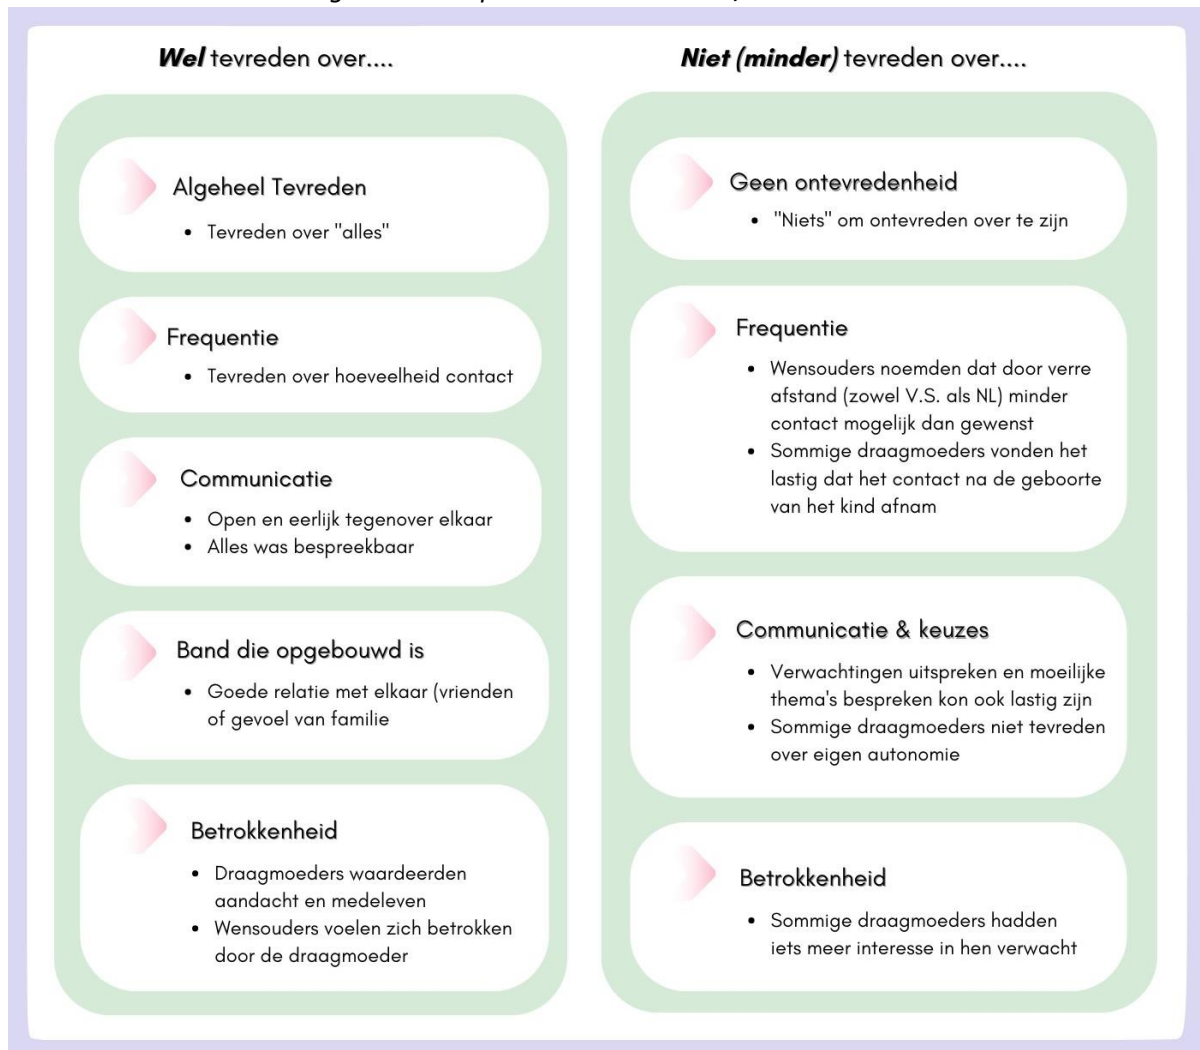 Wel tevreden over....
Algeheel Tevreden
• Tevreden over "alles"
Frequentie
• Tevreden over hoeveelheid contact
Communicatie
• Open en eerlijk tegenover elkaar
• Alles was bespreekbaar
Band die opgebouwd is
• Goede relatie met elkaar (vrienden
of gevoel van familie
Betrokkenheid
• Draagmoeders waardeerden
aandacht en medeleven
• Wensouders voelen zich betrokken
door de draagmoeder
Niet (minder) tevreden over....
Geen ontevredenheid
• "Niets" om ontevreden over te zijn
Frequentie
• Wensouders noemden dat door verre
afstand (zowel V.S. als NL) minder
contact mogelijk dan gewenst
• Sommige draagmoeders vonden het
lastig dat het contact na de geboorte
van het kind afnam
Communicatie & keuzes
• Verwachtingen uitspreken en moeilijke
thema's bespreken kon ook lastig zijn
• Sommige draagmoeders niet tevreden
over eigen autonomie
Betrokkenheid
• Sommige draagmoeders hadden
iets meer interesse in hen verwacht